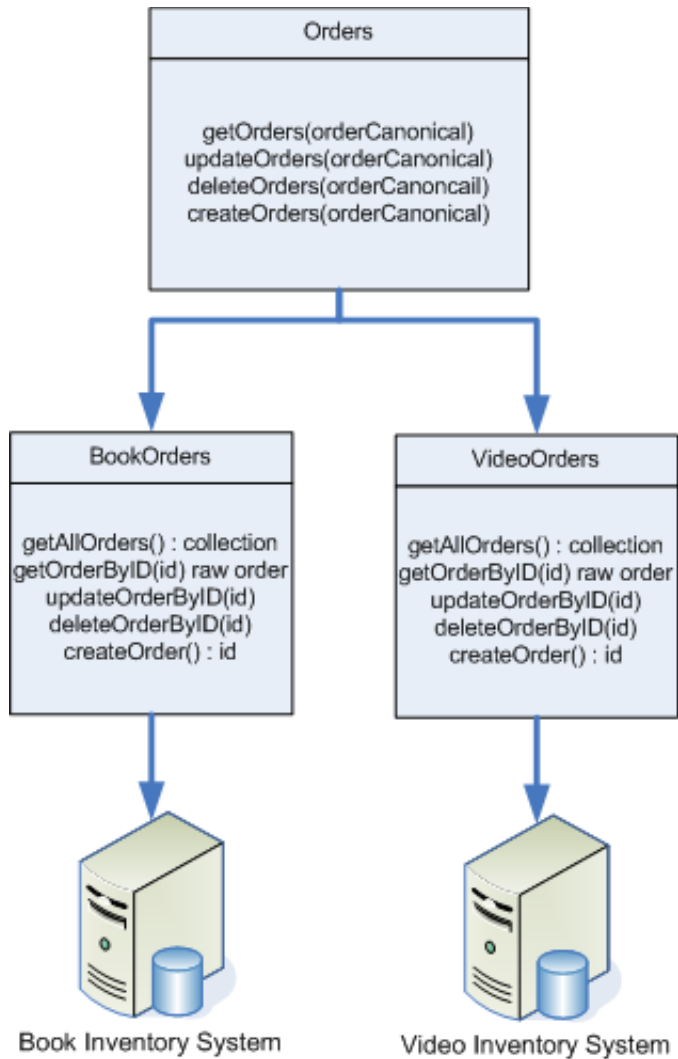 Orders
getOrders(orderCanonical)
updateOrders(orderCanonical)
deleteOrders(orderCanoncail)
createOrders(orderCanonical)
BookOrders
getAllOrders() : collection
getOrderByID(id) raw order
updateOrderByID(id)
deleteOrderByID(id)
createOrder() : id
VideoOrders
getAllOrders() : collection
getOrderByID(id) raw order
updateOrderByID(id)
deleteOrderByID(id)
createOrder() : id
Book Inventory System
Video Inventory System